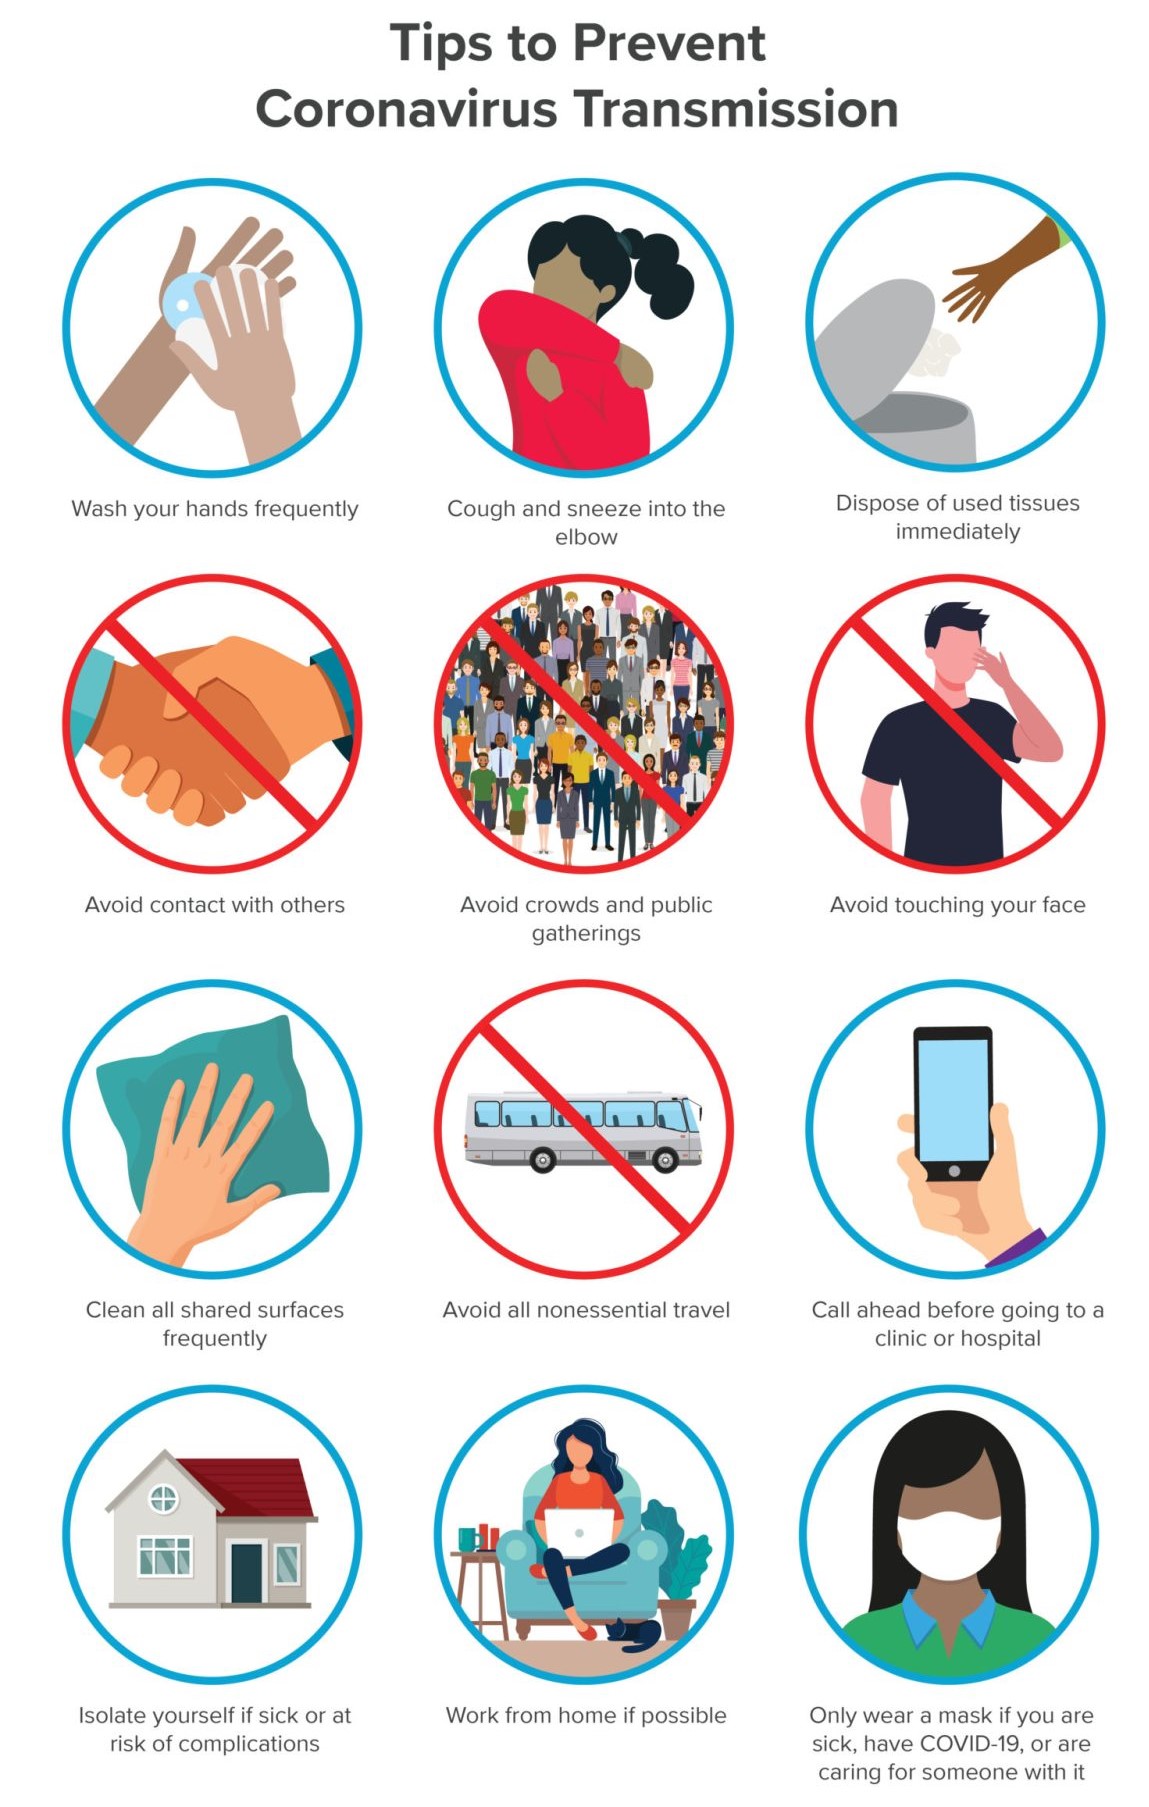 Tips to Prevent
Coronavirus Transmission
Wash your hands frequently
Cough and sneeze into the
elbow
Dispose of used tissues
immediately
Avoid contact with others
Avoid crowds and public
gatherings
Avoid touching your face
Clean all shared surfaces
frequently
Avoid all nonessential travel
Call ahead before going to a
clinic or hospital
Isolate yourself if sick or at
risk of complications
Work from home if possible
Only wear a mask if you are
sick, have COVID-19, or are
caring for someone with it